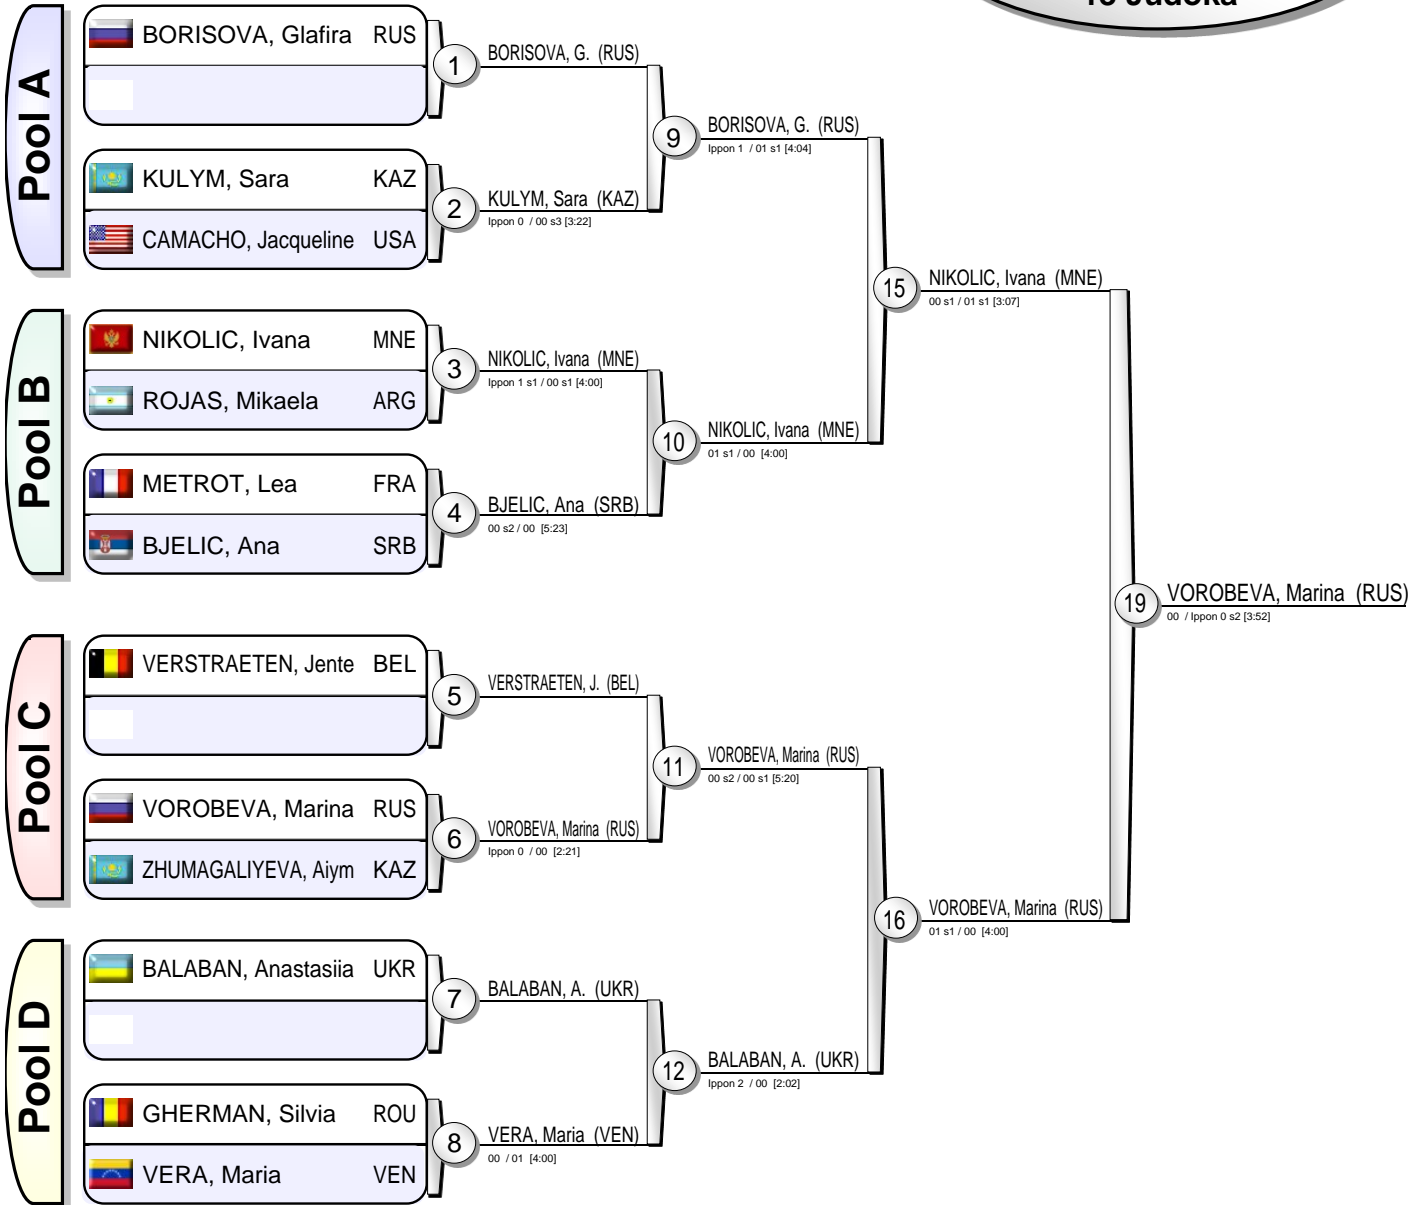 13 Judoka
Pool A
BORISOVA, Glafira RUS
1
BORISOVA, G. (RUS)
KULYM, Sara KAZ
CAMACHO, Jacqueline USA
2
KULYM, Sara (KAZ)
Ippon 0 / 00 s3 [3:22]
9
BORISOVA, G. (RUS)
Ippon 1 / 01 s1 [4:04]
Pool B
NIKOLIC, Ivana MNE
ROJAS, Mikaela ARG
3
NIKOLIC, Ivana (MNE)
Ippon 1 s1 / 00 s1 [4:00]
METROT, Lea FRA
BJELIC, Ana SRB
4
BJELIC, Ana (SRB)
00 s2 / 00 [5:23]
10
NIKOLIC, Ivana (MNE)
01 s1 / 00 [4:00]
15
NIKOLIC, Ivana (MNE)
00 s1 / 01 s1 [3:07]
Pool C
VERSTRAETEN, Jente BEL
5
VERSTRAETEN, J. (BEL)
VOROBEVA, Marina RUS
ZHUMAGALIYEVA, Aiym KAZ
6
VOROBEVA, Marina (RUS)
Ippon 0 / 00 [2:21]
11
VOROBEVA, Marina (RUS)
00 s2 / 00 s1 [5:20]
Pool D
BALABAN, Anastasiia UKR
7
BALABAN, A. (UKR)
GHERMAN, Silvia ROU
VERA, Maria VEN
8
VERA, Maria (VEN)
00 / 01 [4:00]
12
BALABAN, A. (UKR)
Ippon 2 / 00 [2:02]
16
VOROBEVA, Marina (RUS)
01 s1 / 00 [4:00]
19
VOROBEVA, Marina (RUS)
00 / Ippon 0 s2 [3:52]